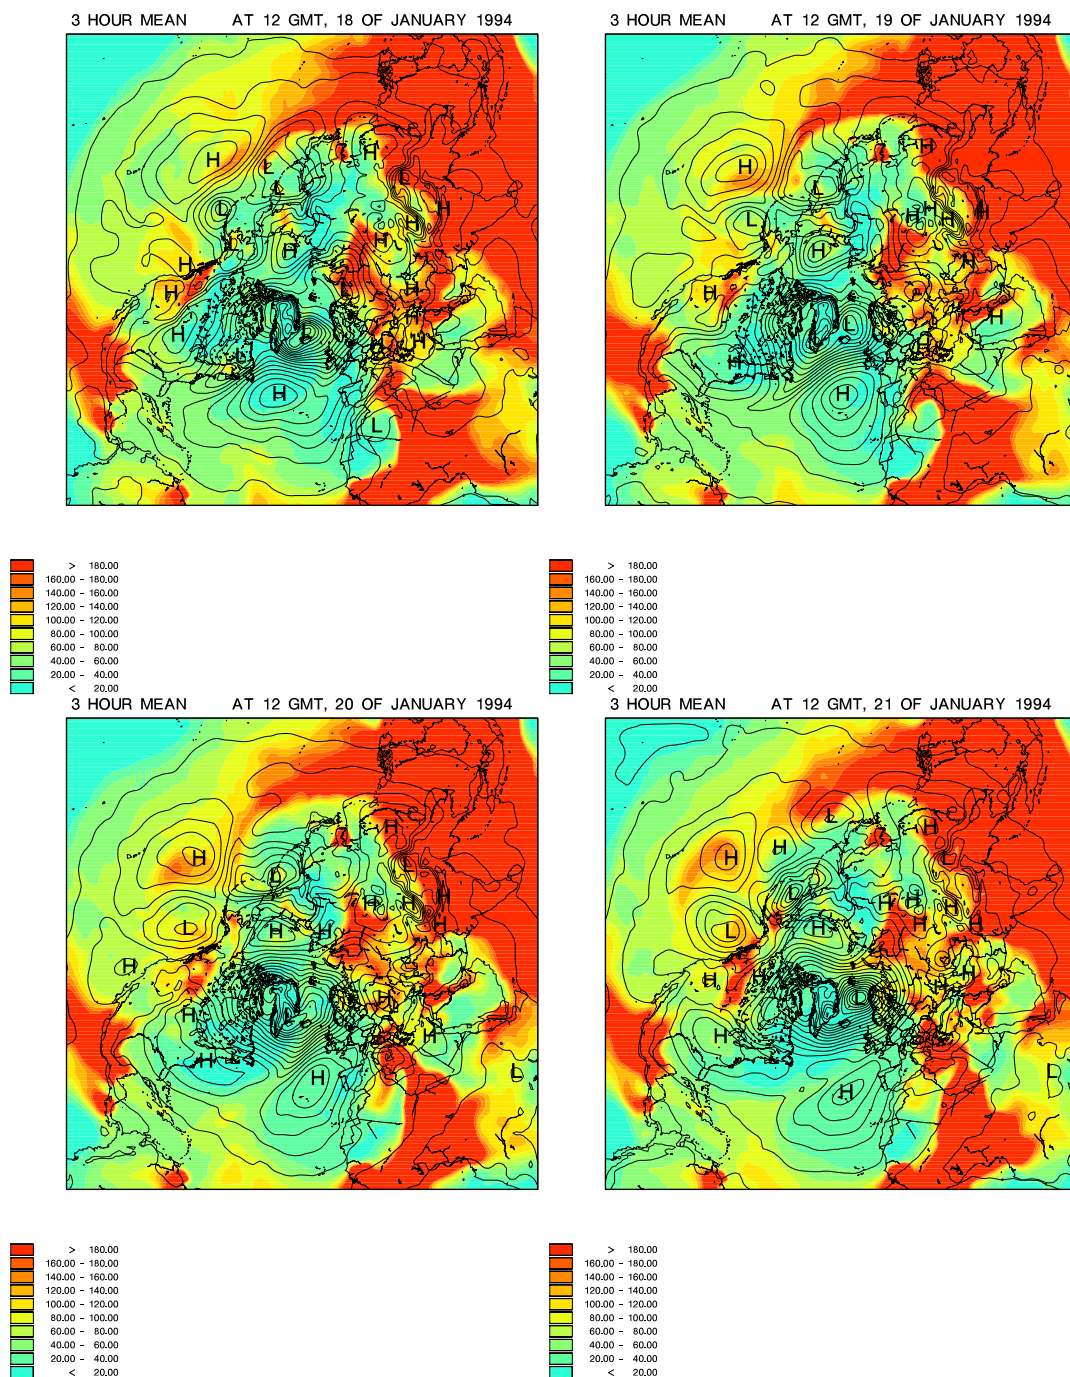 3 HOUR MEAN AT 12 GMT, 18 OF JANUARY 1994
H
L
H
L
L
L
H
H
H
H
H
H
H
L
H
H
H
L
H
H
L
H
L
> 180.00
160.00 - 180.00
140.00 - 160.00
120.00 - 140.00
100.00 - 120.00
80.00 - 100.00
60.00 - 80.00
40.00 - 60.00
20.00 - 40.00
< 20.00
3 HOUR MEAN AT 12 GMT, 19 OF JANUARY 1994
H
H
L
H
H
H
H
L
H
H
H
L
H
H
L
H
H
H
> 180.00
160.00 - 180.00
140.00 - 160.00
120.00 - 140.00
100.00 - 120.00
80.00 - 100.00
60.00 - 80.00
40.00 - 60.00
20.00 - 40.00
< 20.00
3 HOUR MEAN AT 12 GMT, 20 OF JANUARY 1994
H
H
L
L
H
H
H
L
H
H
H
H
L
H
H
H
H
H
L
H
> 180.00
160.00 - 180.00
140.00 - 160.00
120.00 - 140.00
100.00 - 120.00
80.00 - 100.00
60.00 - 80.00
40.00 - 60.00
20.00 - 40.00
< 20.00
3 HOUR MEAN AT 12 GMT, 21 OF JANUARY 1994
L
H
H
H
L
L
H
H
H
L
H
H
H
H
H
H
H
L
H
H
L
H
> 180.00
160.00 - 180.00
140.00 - 160.00
120.00 - 140.00
100.00 - 120.00
80.00 - 100.00
60.00 - 80.00
40.00 - 60.00
20.00 - 40.00
< 20.00